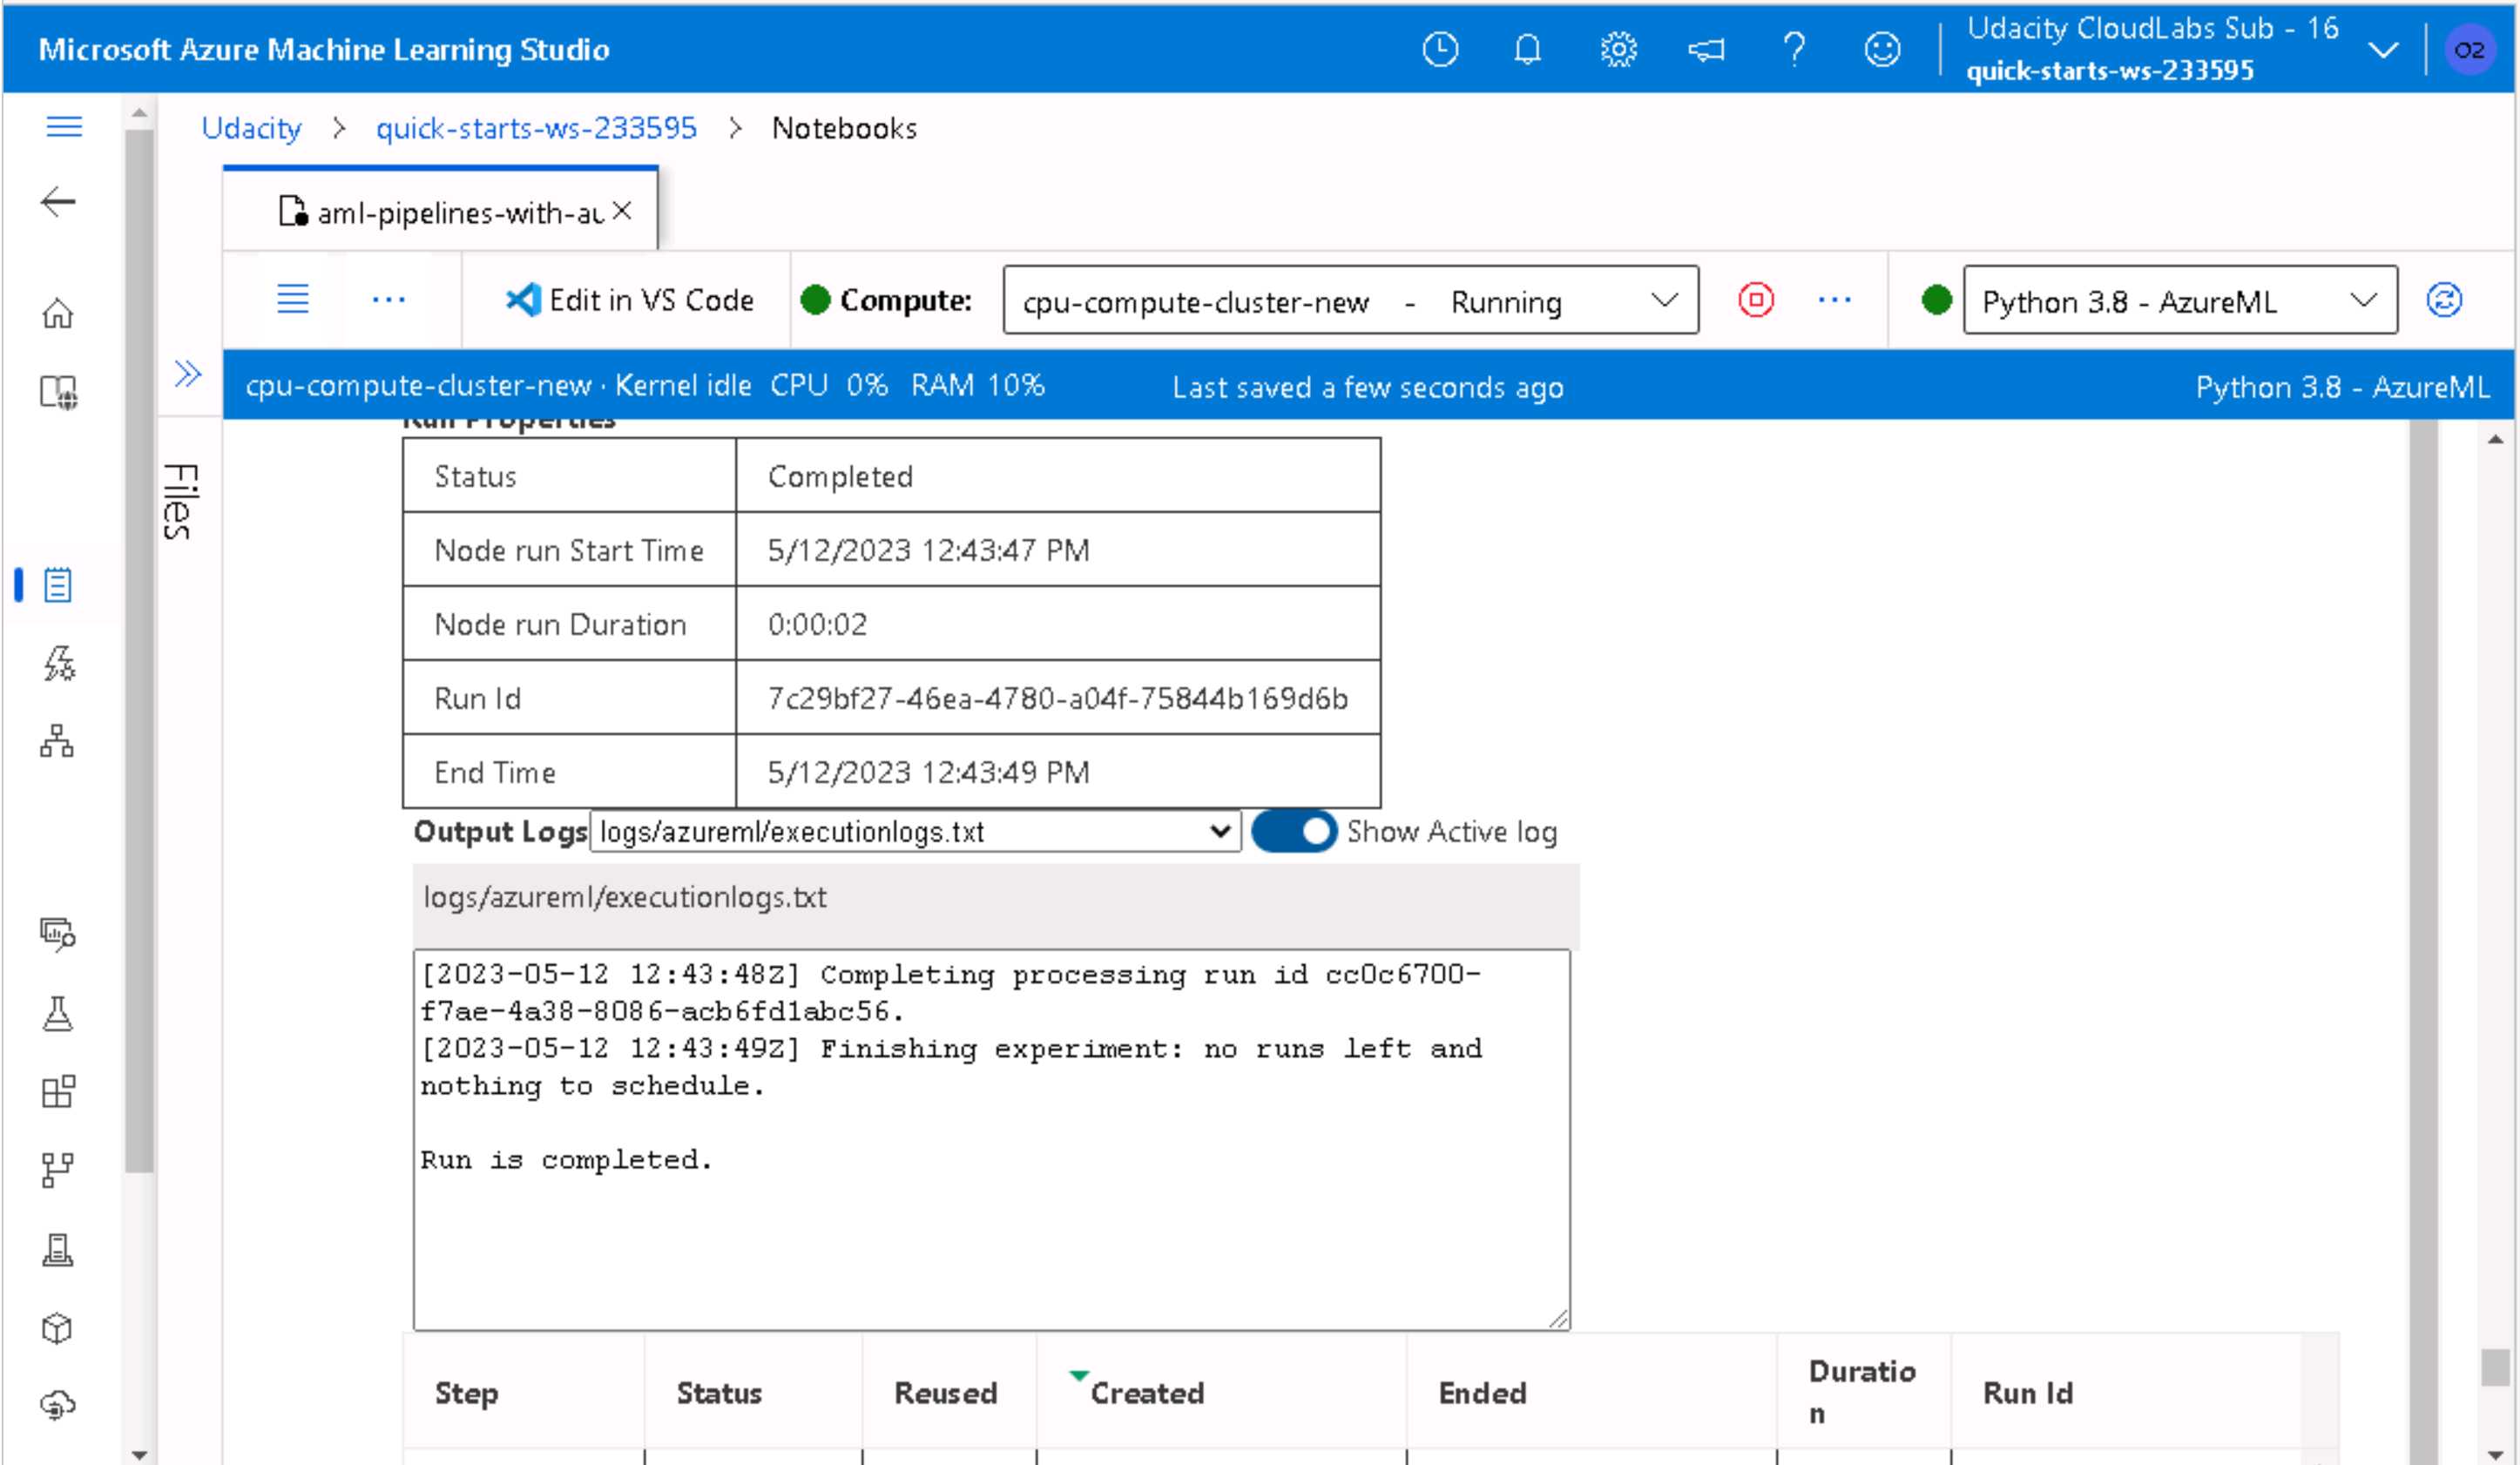 Microsoft Azure Machine Learning Studio
Udacity CloudLabs Sub - 16
quick-starts-ws-233595
O2
Udacity > quick-starts-ws-233595 > Notebooks
aml-pipelines-with-au
Edit in VS Code
Compute:
cpu-compute-cluster-new - Running
Python 3.8 - AzureML
cpu-compute-cluster-new · Kernel idle CPU 0% RAM 10%
Last saved a few seconds ago
Python 3.8 - AzureML
Files
Run Properties
Status Completed
Node run Start Time 5/12/2023 12:43:47 PM
Node run Duration 0:00:02
Run Id 7c29bf27-46ea-4780-a04f-75844b169d6b
End Time 5/12/2023 12:43:49 PM
Output Logs logs/azureml/executionlogs.txt Show Active log
logs/azureml/executionlogs.txt
[2023-05-12 12:43:48Z] Completing processing run id cc0c6700-
f7ae-4a38-8086-acb6fd1abc56.
[2023-05-12 12:43:49Z] Finishing experiment: no runs left and
nothing to schedule.
Run is completed.
Step Status Reused Created Ended Duratio
n Run Id